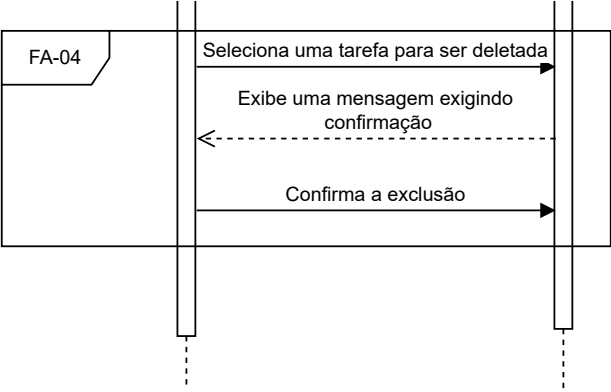 FA-04
Seleciona uma tarefa para ser deletada
Exibe uma mensagem exigindo
confirmação
Confirma a exclusão